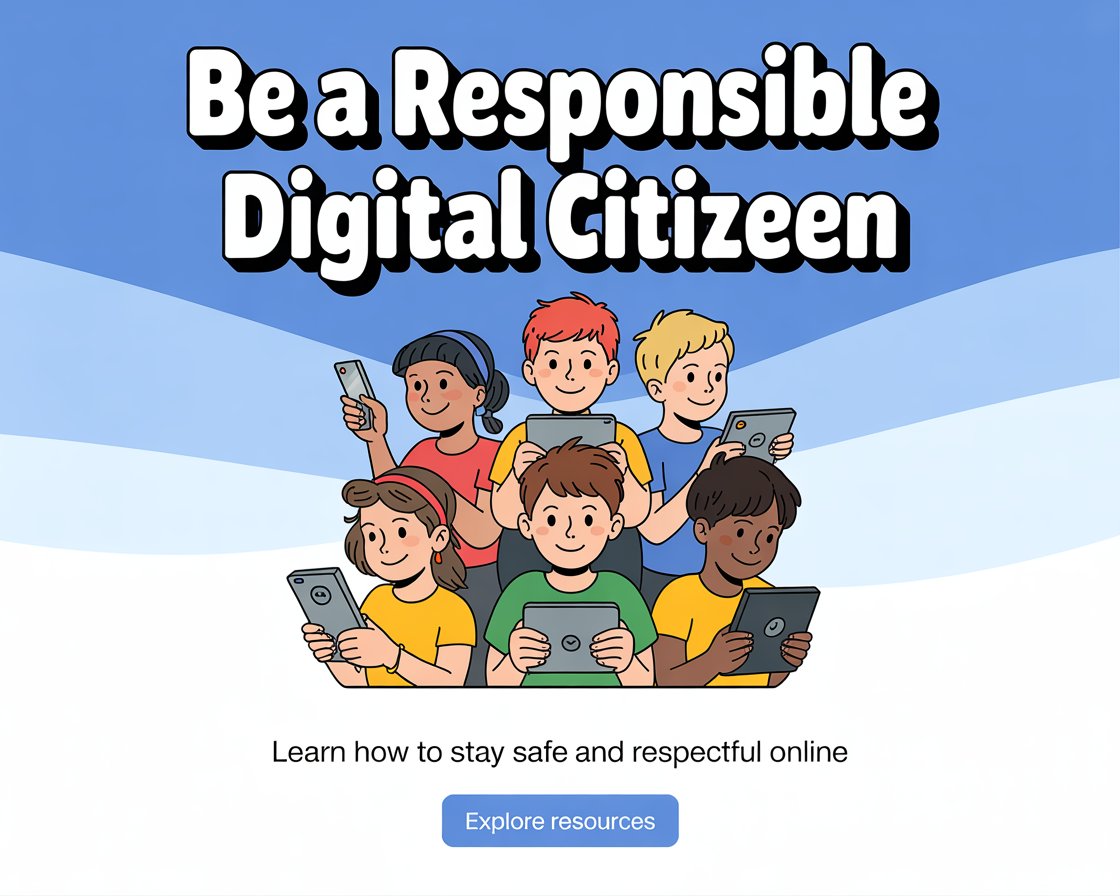 Be a Responsible
Digital Citizeen
Learn how to stay safe and respectful online
Explore resources